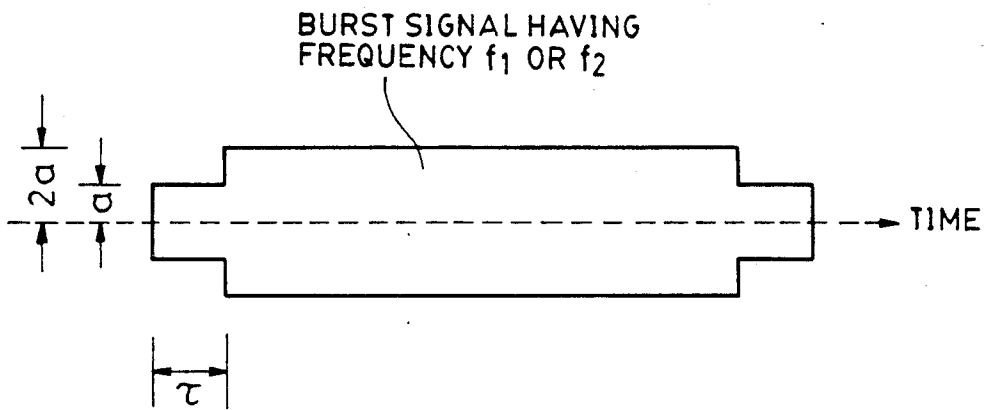 BURST SIGNAL HAVING
FREQUENCY f₁ OR f₂
2a
a
TIME
τ